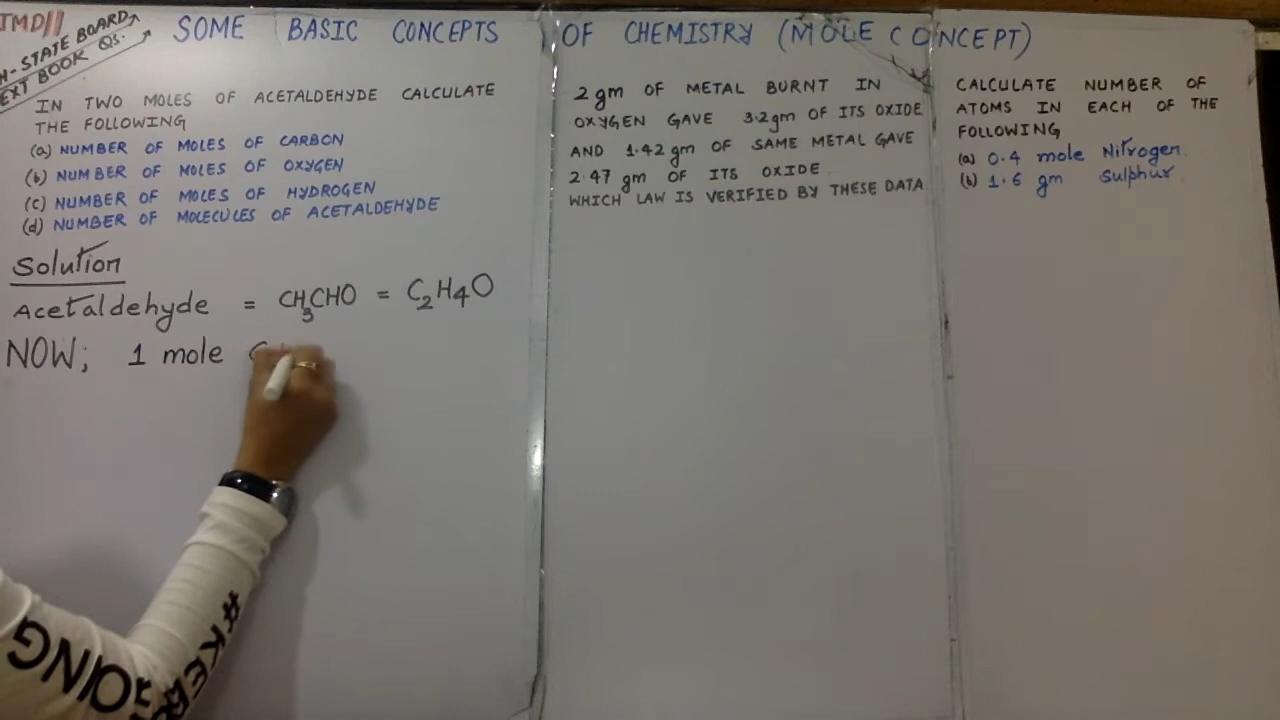 TMD||
H-STATE BOARD
EXT BOOK QS.
SOME BASIC CONCEPTS OF CHEMISTRY (MOLE CONCEPT)
IN TWO MOLES OF ACETALDEHYDE CALCULATE
THE FOLLOWING
(a) NUMBER OF MOLES OF CARBON
(b) NUMBER OF MOLES OF OXYGEN
(c) NUMBER OF MOLES OF HYDROGEN
(d) NUMBER OF MOLECULES OF ACETALDEHYDE
Solution
Acetaldehyde = CH3CHO = C2H4O
NOW; 1 mole C
2 gm OF METAL BURNT IN
OXYGEN GAVE 3.2 gm OF ITS OXIDE
AND 1.42 gm OF SAME METAL GAVE
2.47 gm OF ITS OXIDE
WHICH LAW IS VERIFIED BY THESE DATA
CALCULATE NUMBER OF
ATOMS IN EACH OF THE
FOLLOWING
(a) 0.4 mole Nitrogen.
(b) 1.6 gm Sulphur.
#KEE
GOING